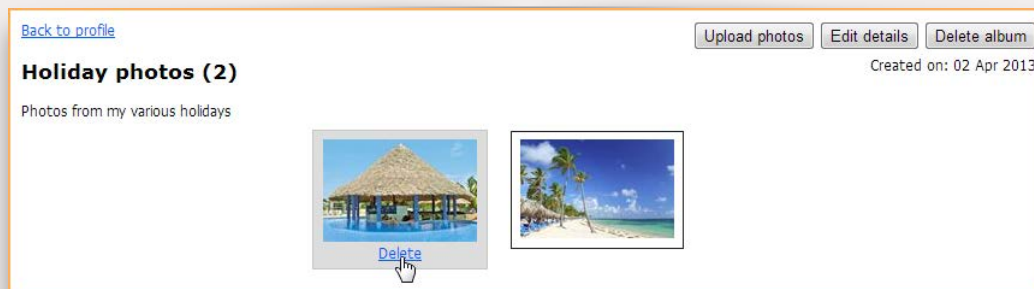 Back to profile
Upload photos Edit details Delete album
Holiday photos (2)
Created on: 02 Apr 2013
Photos from my various holidays
Delete